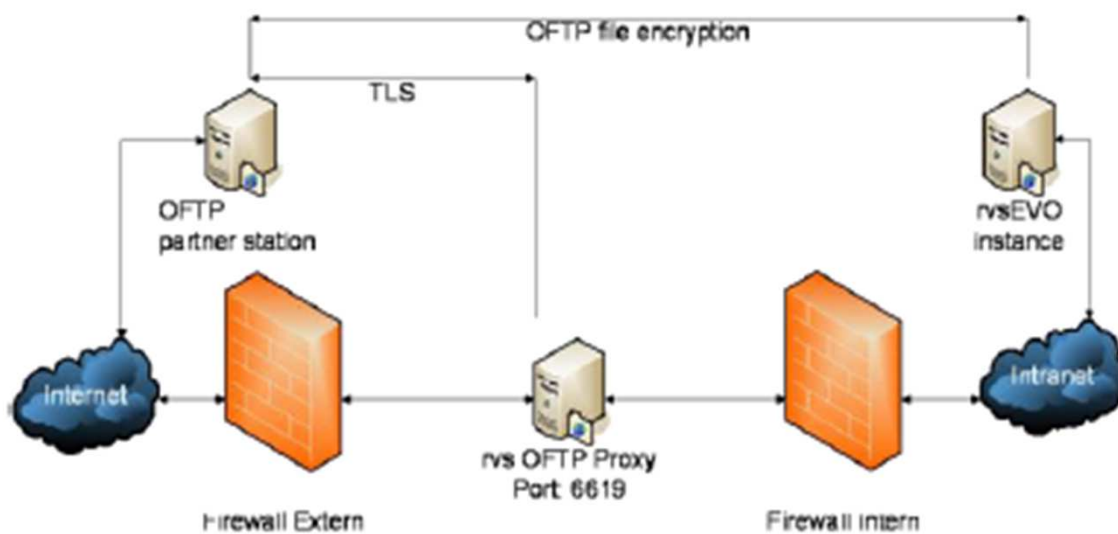 OFTP file encryption
TLS
OFTP
partner station
rvsEVO
instance
Internet
Intranet
rvs OFTP Proxy
Port: 6619
Firewall Extern
Firewall Intern